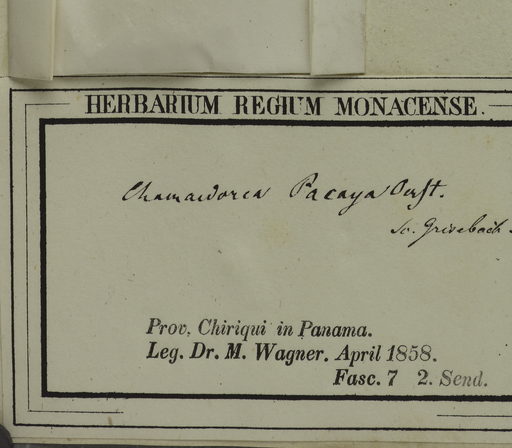 HERBARIUM REGIUM MONACENSE.
Chamaedorea Pacaya Oerst.
Grisebach
Prov. Chiriqui in Panama.
Leg. Dr. M. Wagner. April 1858.
Fasc. 7 2. Send.